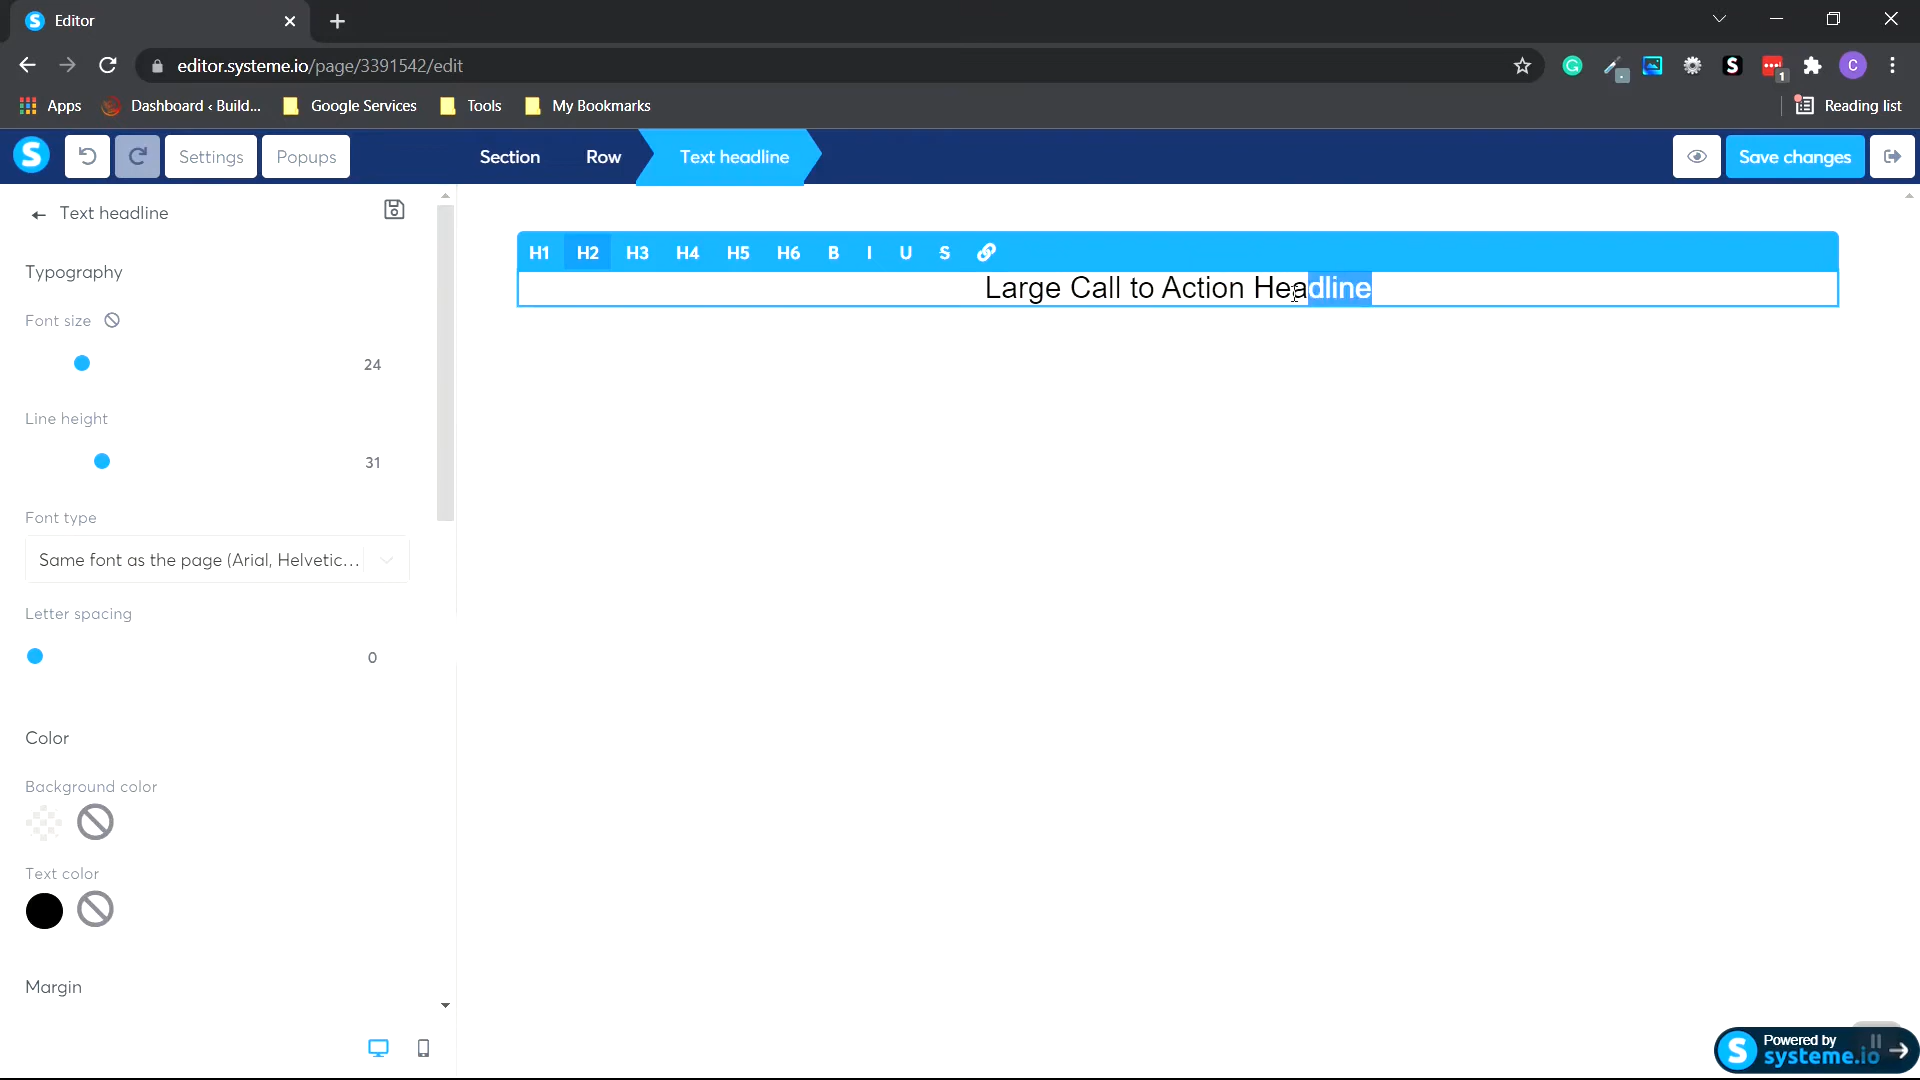 Editor
editor.systeme.io/page/3391542/edit
C
1
Apps
Dashboard ‹ Build...
Google Services
Tools
My Bookmarks
Reading list
S
Settings
Popups
Section
Row
Text headline
Save changes
Text headline
Typography
Font size
24
Line height
31
Font type
Same font as the page (Arial, Helvetic...
Letter spacing
0
Color
Background color
Text color
Margin
H1 H2 H3 H4 H5 H6 B I U S
Large Call to Action Headline
S
Powered by
systeme.io